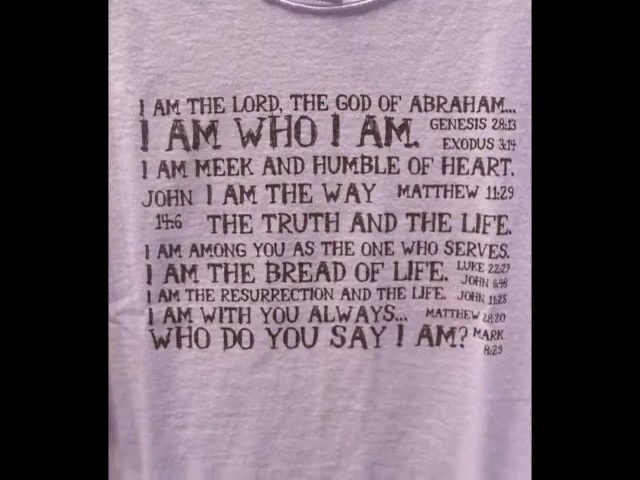 I AM THE LORD, THE GOD OF ABRAHAM...
GENESIS 28:13
I AM WHO I AM.
EXODUS 3:14
I AM MEEK AND HUMBLE OF HEART.
MATTHEW 11:29
JOHN 14:6
I AM THE WAY
THE TRUTH AND THE LIFE.
I AM AMONG YOU AS THE ONE WHO SERVES.
LUKE 22:27
I AM THE BREAD OF LIFE.
JOHN 6:48
I AM THE RESURRECTION AND THE LIFE.
JOHN 11:25
I AM WITH YOU ALWAYS...
MATTHEW 28:20
WHO DO YOU SAY I AM?
MARK 8:29